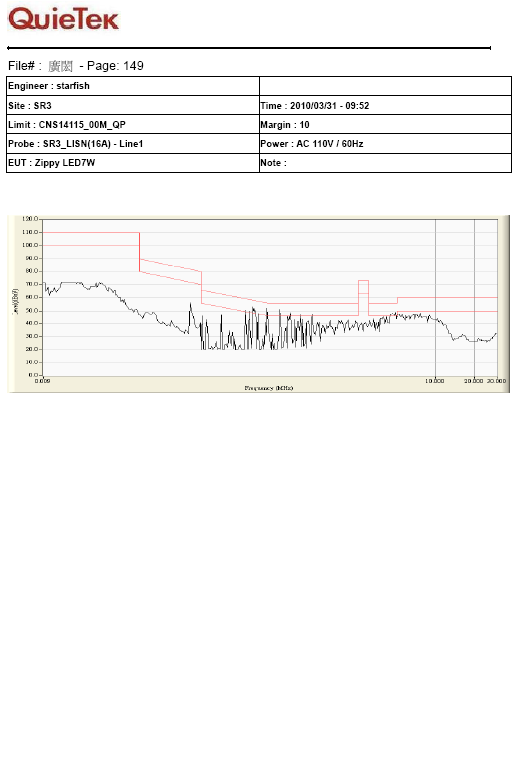 QuieTek
File# : 廣閎 - Page: 149
Engineer : starfish
Site : SR3
Time : 2010/03/31 - 09:52
Limit : CNS14115_00M_QP
Margin : 10
Probe : SR3_LISN(16A) - Line1
Power : AC 110V / 60Hz
EUT : Zippy LED7W
Note :
120.0
110.0
100.0
90.0
80.0
70.0
60.0
50.0
40.0
30.0
20.0
10.0
0.0
Level(dBuV)
0.009
10.000
20.000
30.000
Frequency (MHz)